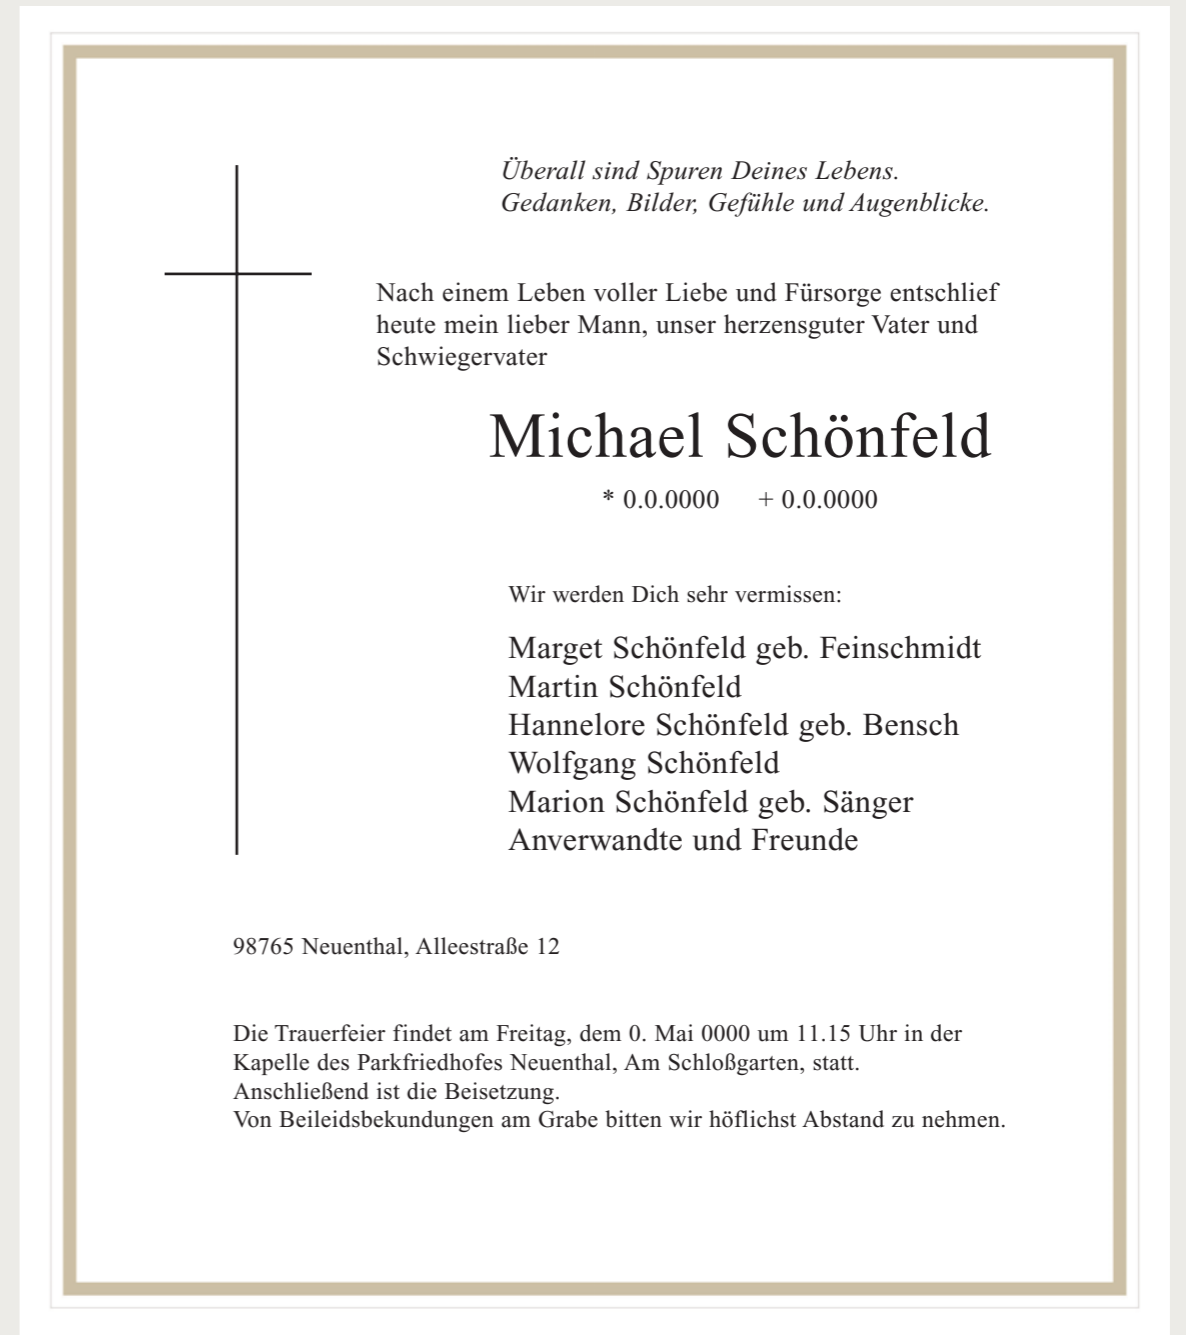 Überall sind Spuren Deines Lebens.
Gedanken, Bilder, Gefühle und Augenblicke.
Nach einem Leben voller Liebe und Fürsorge entschlief
heute mein lieber Mann, unser herzensguter Vater und
Schwiegervater
Michael Schönfeld
* 0.0.0000 + 0.0.0000
Wir werden Dich sehr vermissen:
Marget Schönfeld geb. Feinschmidt
Martin Schönfeld
Hannelore Schönfeld geb. Bensch
Wolfgang Schönfeld
Marion Schönfeld geb. Sänger
Anverwandte und Freunde
98765 Neuenthal, Alleestraße 12
Die Trauerfeier findet am Freitag, dem 0. Mai 0000 um 11.15 Uhr in der
Kapelle des Parkfriedhofes Neuenthal, Am Schloßgarten, statt.
Anschließend ist die Beisetzung.
Von Beileidsbekundungen am Grabe bitten wir höflichst Abstand zu nehmen.